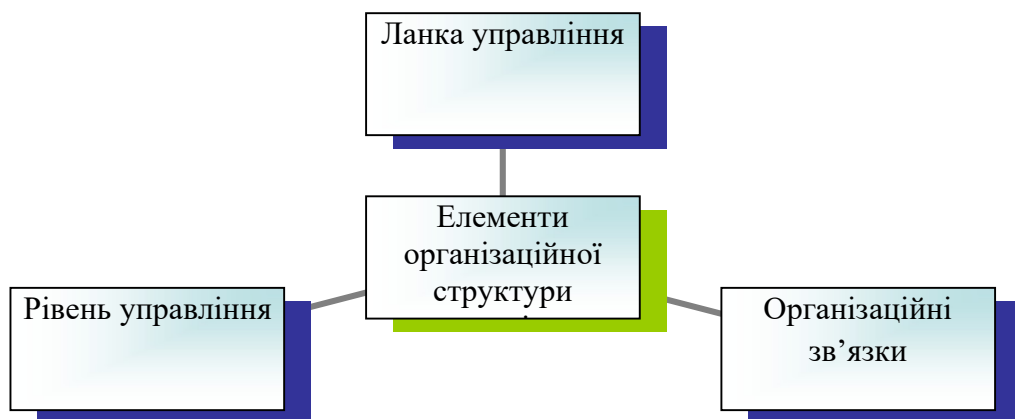 Ланка управління
Елементи
організаційної
структури
Рівень управління
Організаційні
зв’язки